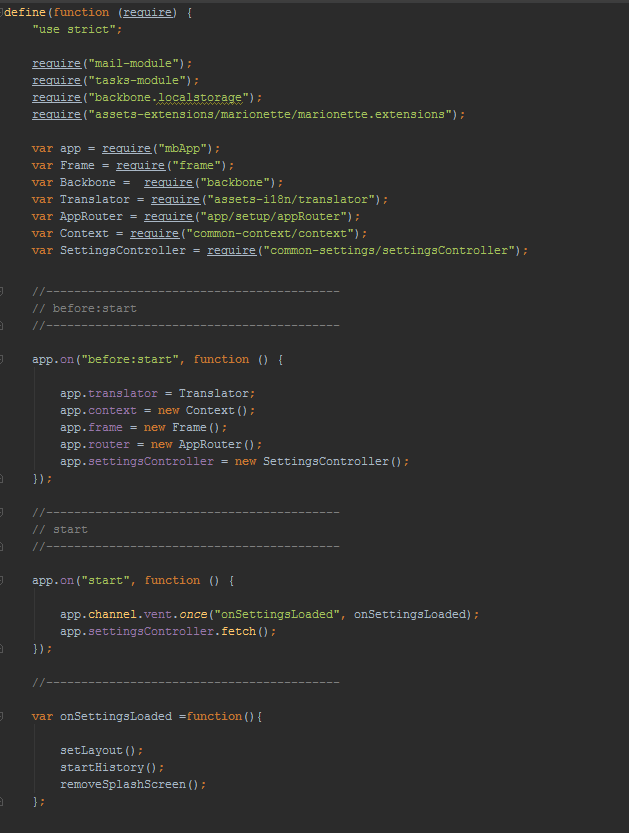 define(function (require) {
"use strict";
require("mail-module");
require("tasks-module");
require("backbone.localstorage");
require("assets-extensions/marionette/marionette.extensions");
var app = require("mbApp");
var Frame = require("frame");
var Backbone =  require("backbone");
var Translator = require("assets-i18n/translator");
var AppRouter = require("app/setup/appRouter");
var Context = require("common-context/context");
var SettingsController = require("common-settings/settingsController");
//------------------------------------------
// before:start
//------------------------------------------
app.on("before:start", function () {
app.translator = Translator;
app.context = new Context();
app.frame = new Frame();
app.router = new AppRouter();
app.settingsController = new SettingsController();
});
//------------------------------------------
// start
//------------------------------------------
app.on("start", function () {
app.channel.vent.once("onSettingsLoaded", onSettingsLoaded);
app.settingsController.fetch();
});
//------------------------------------------
var onSettingsLoaded =function(){
setLayout();
startHistory();
removeSplashScreen();
};